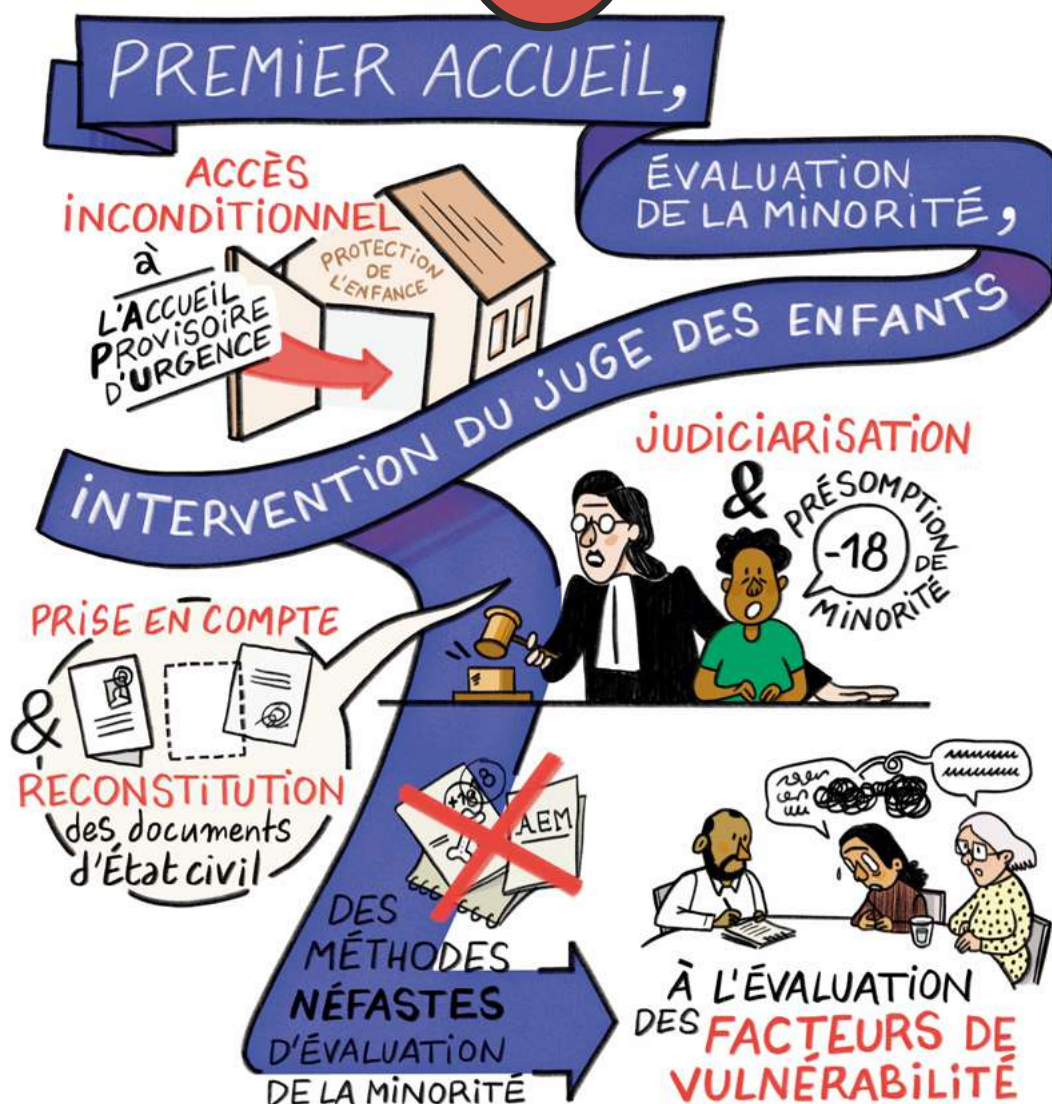 PREMIER ACCUEIL,
ÉVALUATION
DE LA MINORITÉ,
INTERVENTION DU JUGE DES ENFANTS
ACCÈS
INCONDITIONNEL
à
L'ACCUEIL
PROVISOIRE
D'URGENCE
PROTECTION
DE
L'ENFANCE
JUDICIARISATION
&
PRÉSOMPTION DE MINORITÉ
-18
PRISE EN COMPTE
&
RECONSTITUTION
des documents
d'État civil
+18
AEM
DES
MÉTHODES
NÉFASTES
D'ÉVALUATION
DE LA MINORITÉ
À L'ÉVALUATION
DES FACTEURS DE
VULNÉRABILITÉ